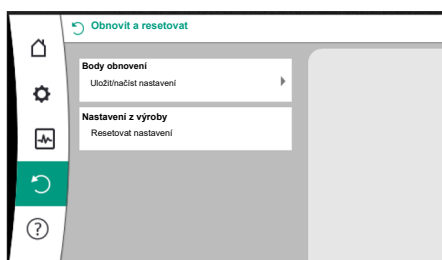 Obnovit a resetovat
Body obnovení
Uložit/načíst nastavení
Nastavení z výroby
Resetovat nastavení
?